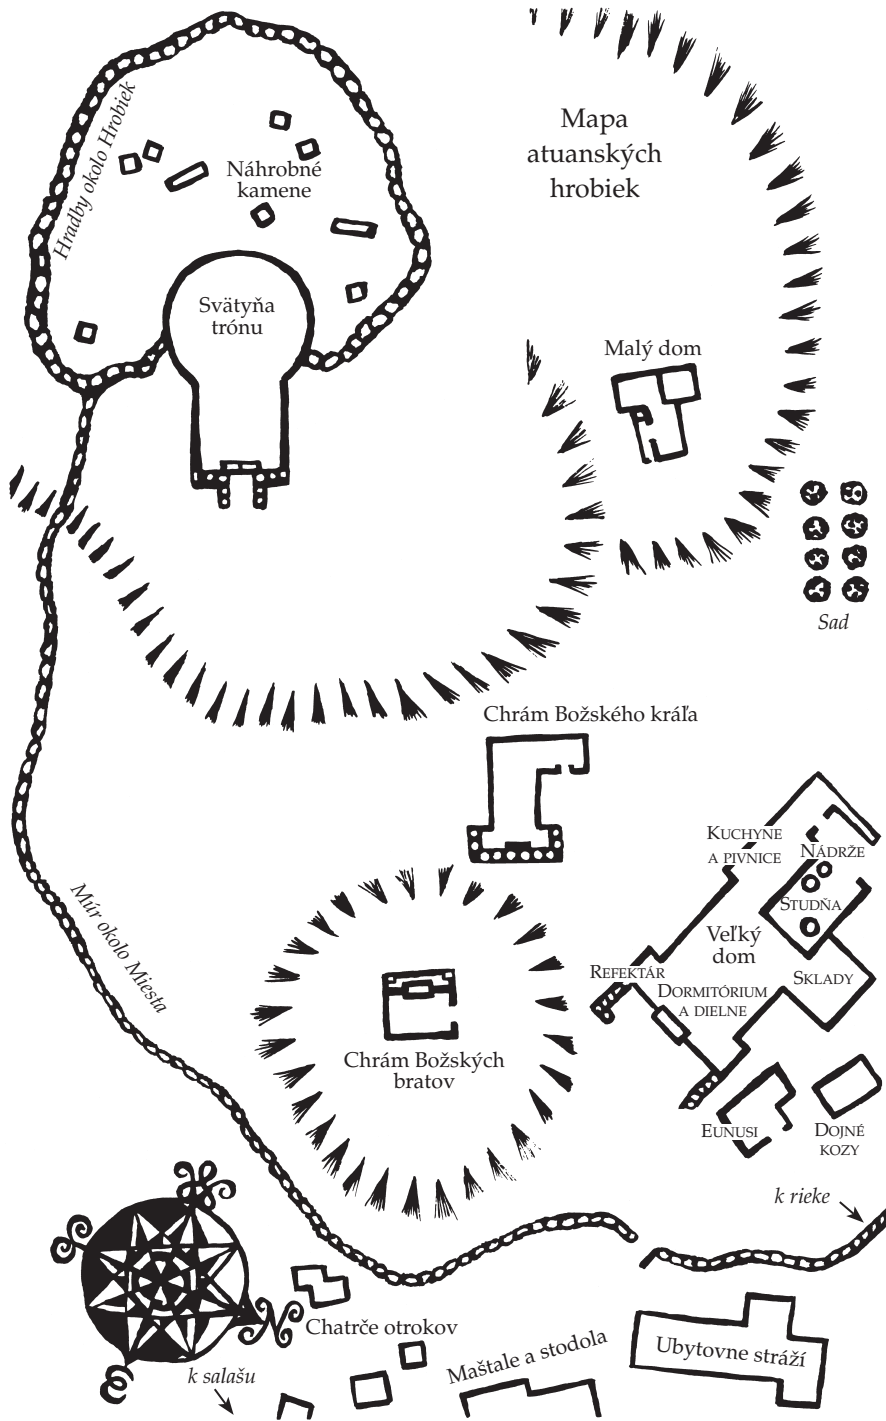 Mapa
atuanských
hrobiek
Hradby okolo Hrobiek
Náhrobné
kamene
Svätyňa
trónu
Malý dom
Sad
Chrám Božského kráľa
Kuchyne
a pivnice
Nádrže
Studňa
Veľký
dom
Refektár
Dormitórium
a dielne
Sklady
Múr okolo Miesta
Chrám Božských
bratov
Eunusi
Dojné
kozy
k rieke
Chatrče otrokov
Maštale a stodola
Ubytovne stráží
k salašu
N